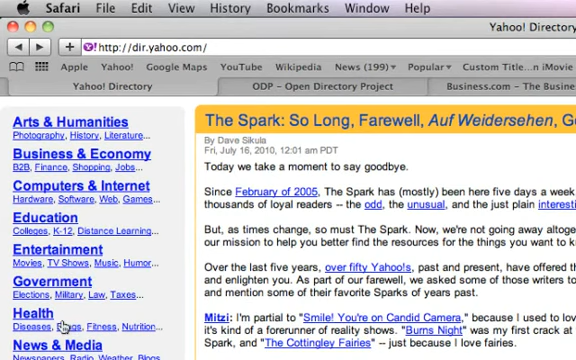 Safari File Edit View History Bookmarks Window Help
Yahoo! Directory
http://dir.yahoo.com/
Apple Yahoo! Google Maps YouTube Wikipedia News (199) Popular Custom Title...n iMovie
Yahoo! Directory ODP – Open Directory Project Business.com – The Busine
Arts & Humanities
Photography, History, Literature...
Business & Economy
B2B, Finance, Shopping, Jobs...
Computers & Internet
Hardware, Software, Web, Games...
Education
Colleges, K-12, Distance Learning...
Entertainment
Movies, TV Shows, Music, Humor...
Government
Elections, Military, Law, Taxes...
Health
Diseases, Drugs, Fitness, Nutrition...
News & Media
Newspapers, Radio, Weather, Blogs
The Spark: So Long, Farewell, Auf Weidersehen, Go
By Dave Sikula
Fri, July 16, 2010, 12:01 am PDT
Today we take a moment to say goodbye.
Since February of 2005, The Spark has (mostly) been here five days a week
thousands of loyal readers -- the odd, the unusual, and the just plain interesti
But, as times change, so must The Spark. Now, we're not going away altoge
our mission to help you better find the resources for the things you want to k
Over the last five years, over fifty Yahoo!s, past and present, have offered th
and enlighten you. As part of our farewell, we asked some of those writers to
and mention some of their favorite Sparks of years past.
Mitzi: I'm partial to "Smile! You're on Candid Camera," because I used to lov
it's kind of a forerunner of reality shows. "Burns Night" was my first crack at
Spark, and "The Cottingley Fairies" — just because.